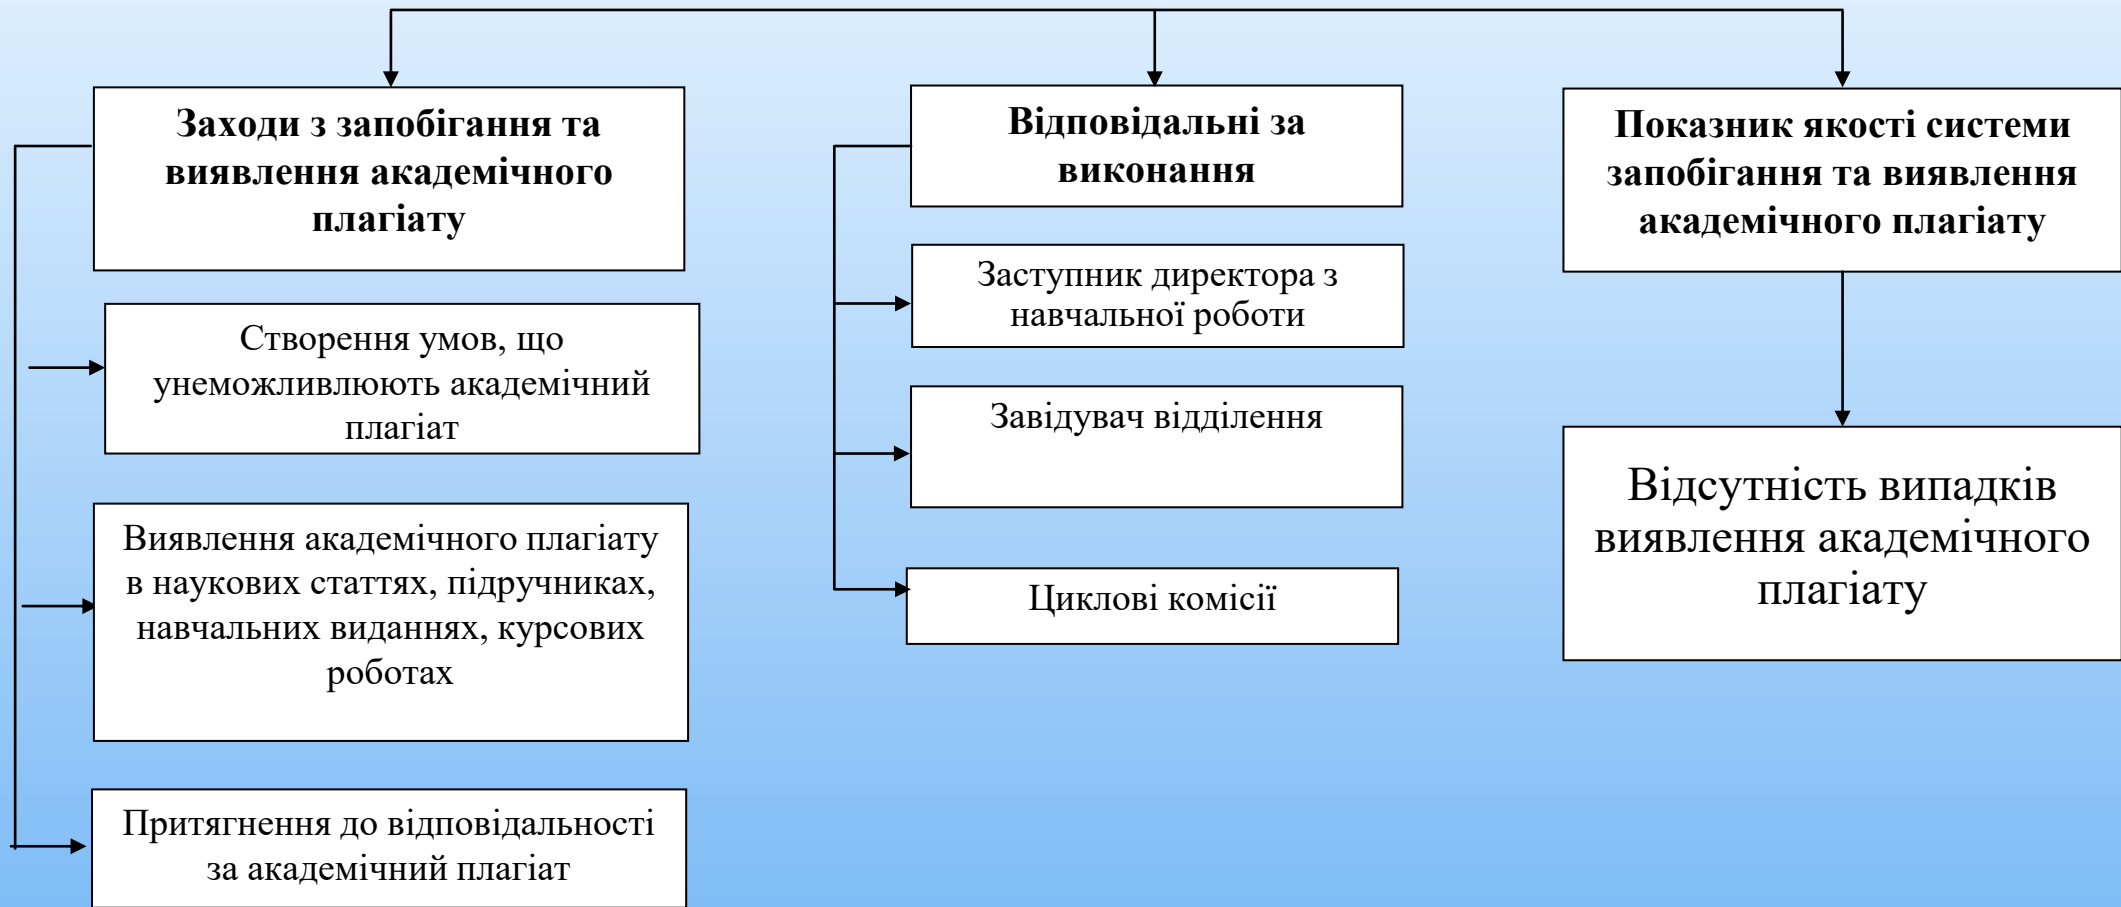 Заходи з запобігання та
виявлення академічного
плагіату
Створення умов, що
унеможливлюють академічний
плагіат
Виявлення академічного плагіату
в наукових статтях, підручниках,
навчальних виданнях, курсових
роботах
Притягнення до відповідальності
за академічний плагіат
Відповідальні за
виконання
Заступник директора з
навчальної роботи
Завідувач відділення
Циклові комісії
Показник якості системи
запобігання та виявлення
академічного плагіату
Відсутність випадків
виявлення академічного
плагіату